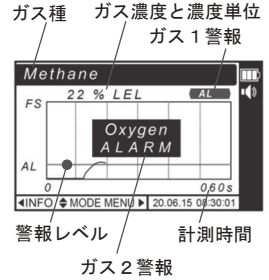 ガス種
ガス濃度と濃度単位
ガス1警報
Methane
22 % LEL
AL
FS
Oxygen
ALARM
AL
0
060s
◀INFO
◆MODE MENU▶
20.06.15 08:30:01
警報レベル
計測時間
ガス2警報